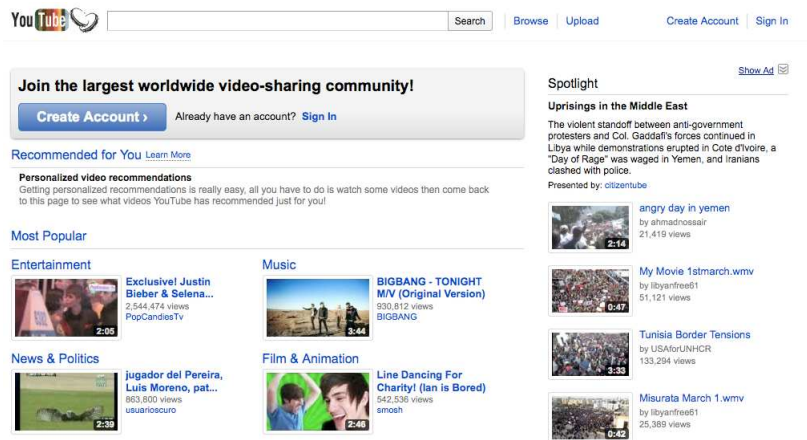 YouTube
Search
Browse
Upload
Create Account
Sign In
Join the largest worldwide video-sharing community!
Create Account ›
Already have an account? Sign In
Recommended for You Learn More
Personalized video recommendations
Getting personalized recommendations is really easy, all you have to do is watch some videos then come back
to this page to see what videos YouTube has recommended just for you!
Most Popular
Entertainment
2:05
Exclusive! Justin
Bieber & Selena...
2,544,474 views
PopCandiesTv
Music
3:44
BIGBANG - TONIGHT
M/V (Original Version)
930,812 views
BIGBANG
News & Politics
2:39
jugador del Pereira,
Luis Moreno, pat...
863,800 views
usuarioscuro
Film & Animation
2:46
Line Dancing For
Charity! (Ian is Bored)
542,536 views
smosh
Show Ad
Spotlight
Uprisings in the Middle East
The violent standoff between anti-government
protesters and Col. Gaddafi's forces continued in
Libya while demonstrations erupted in Cote d'Ivoire, a
"Day of Rage" was waged in Yemen, and Iranians
clashed with police.
Presented by: citizentube
2:14
angry day in yemen
by ahmadnossair
21,419 views
0:47
My Movie 1stmarch.wmv
by libyanfree61
51,121 views
3:33
Tunisia Border Tensions
by USAforUNHCR
133,294 views
0:42
Misurata March 1.wmv
by libyanfree61
25,389 views